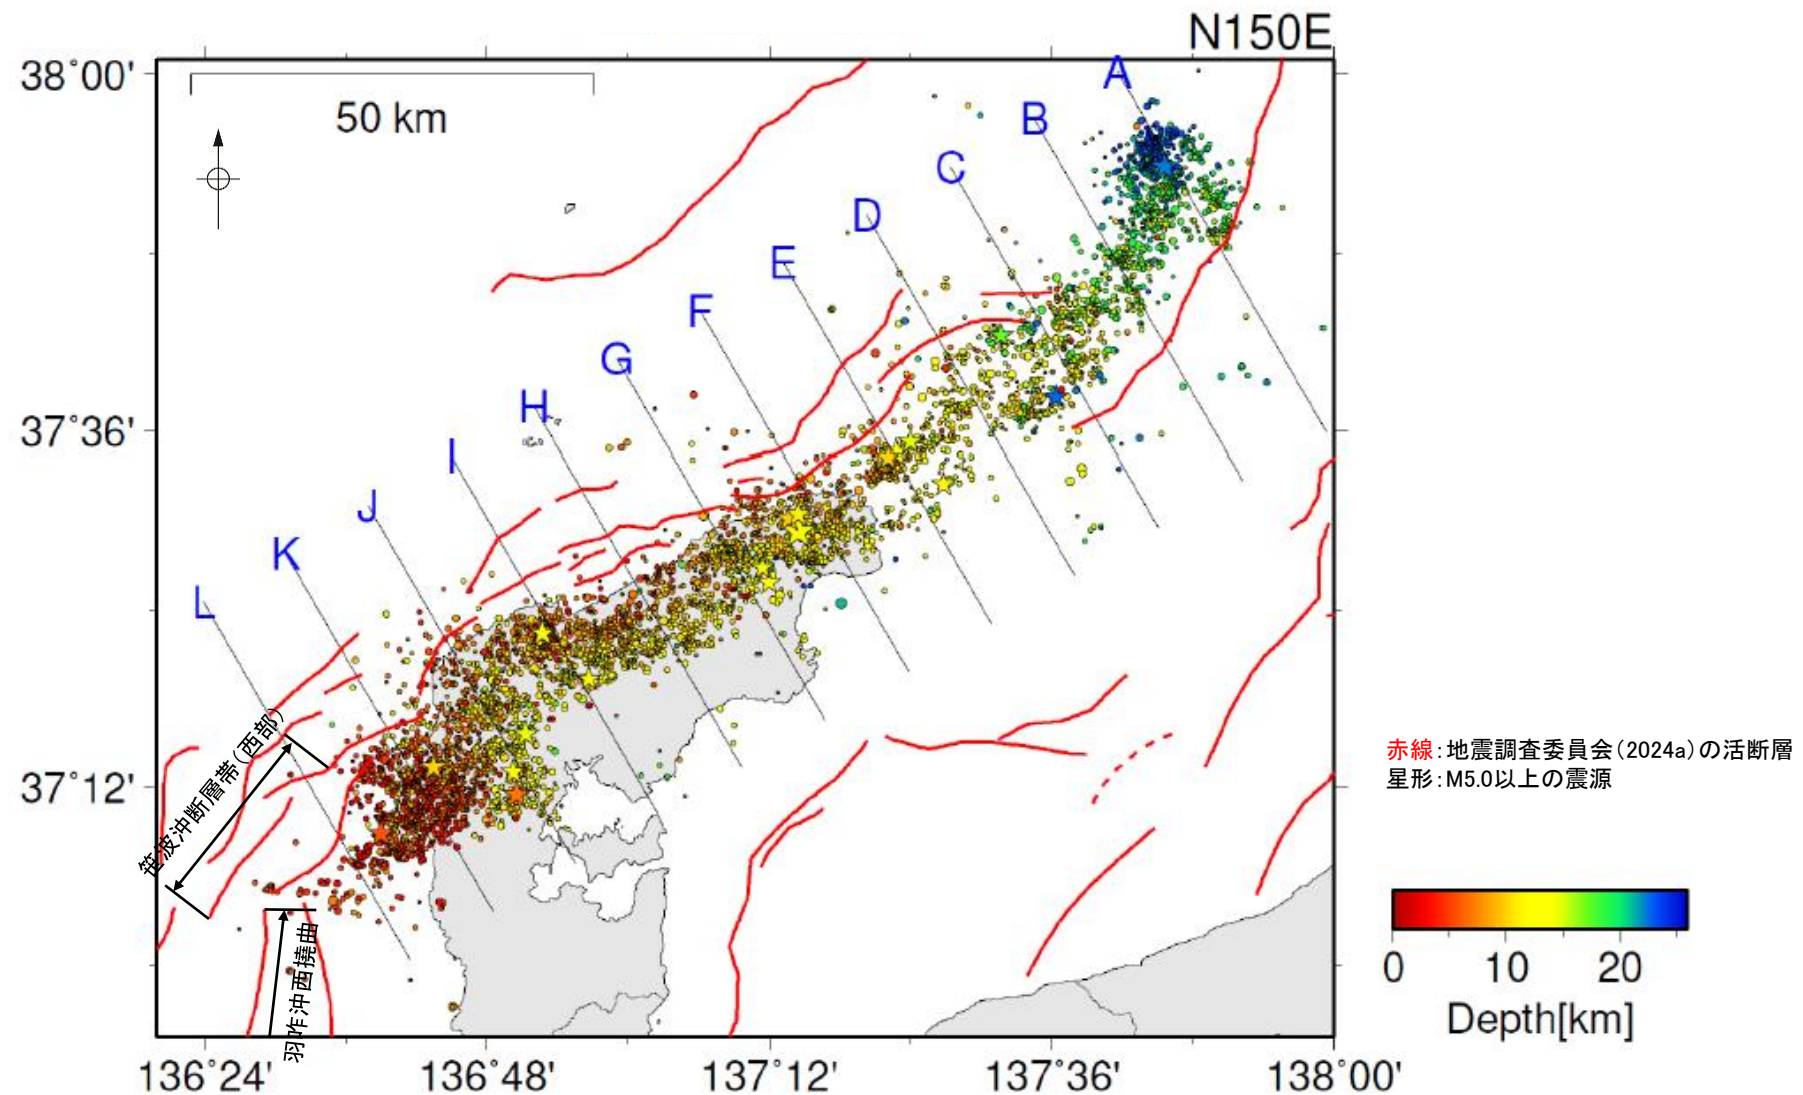 N150E
38°00'
50 km
A
B
C
D
E
F
G
37°36'
H
I
J
K
L
笹波沖断層帯(西部)
赤線:地震調査委員会(2024a)の活断層
星形:M5.0以上の震源
37°12'
羽咋沖西撓曲
0 10 20
Depth[km]
136°24' 136°48' 137°12' 137°36' 138°00'